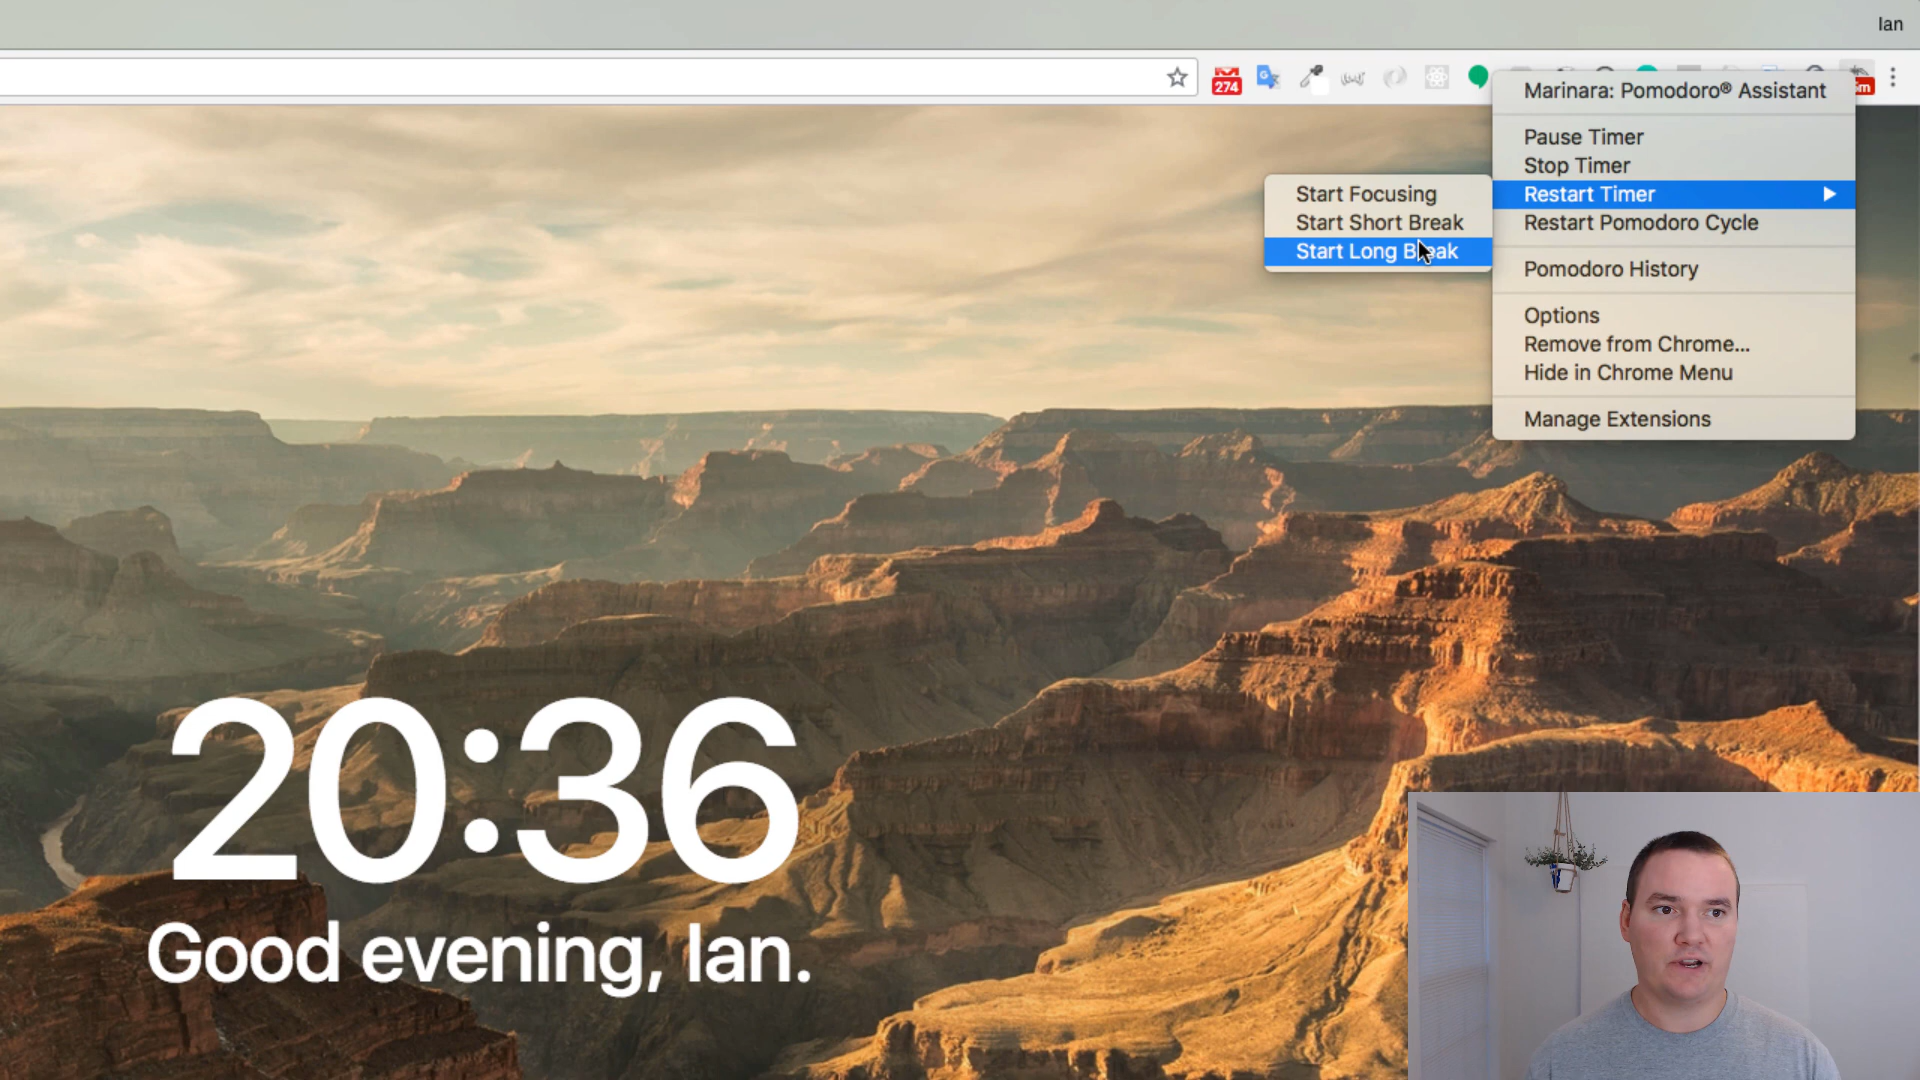 Ian
274
Marinara: Pomodoro® Assistant
Pause Timer
Stop Timer
Restart Timer
Restart Pomodoro Cycle
Pomodoro History
Options
Remove from Chrome...
Hide in Chrome Menu
Manage Extensions
Start Focusing
Start Short Break
Start Long Break
20:36
Good evening, Ian.